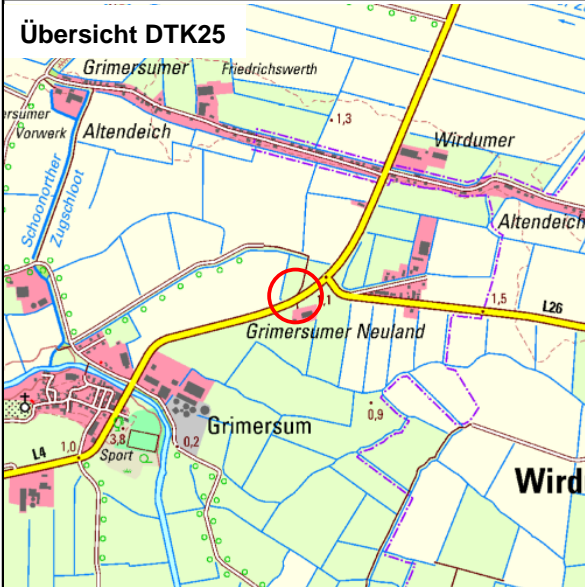 Übersicht DTK25
Grimersumer
Friedrichswerth
ersumer
Vorwerk
Altendeich
1,3
Wirdumer
Schoonorther
Zugschloot
Altendeich
1,1
1,5
L26
Grimersumer Neuland
0,9
Grimersum
3,8
0,2
1,0
L4
Sport
Wird